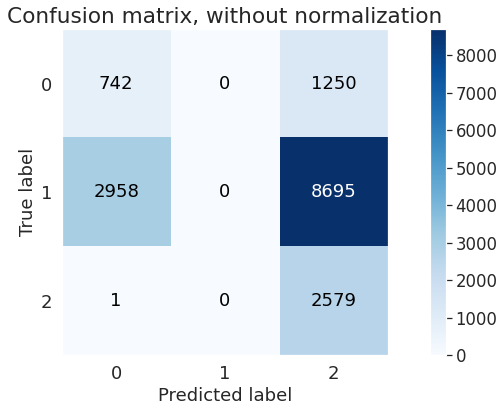 Confusion matrix, without normalization
True label
0 742 0 1250
1 2958 0 8695
2 1 0 2579
0 1 2
Predicted label
8000
7000
6000
5000
4000
3000
2000
1000
0